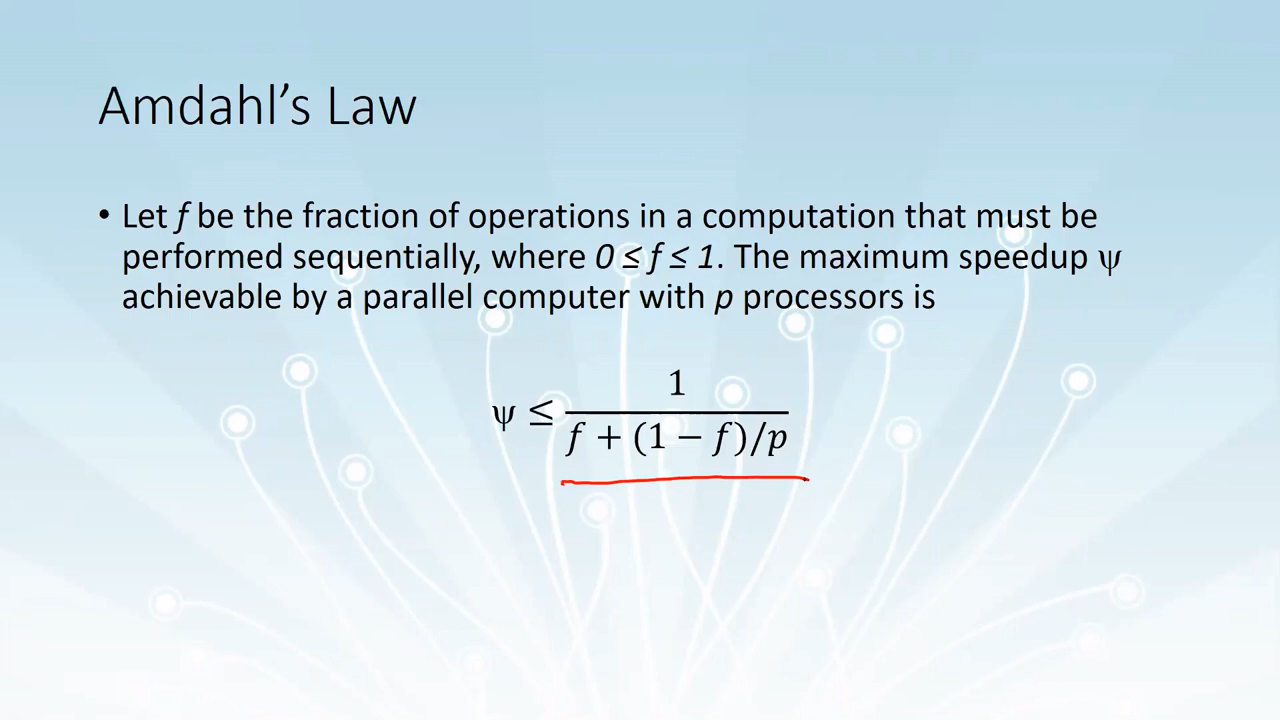 Amdahl’s Law
• Let f be the fraction of operations in a computation that must be
performed sequentially, where 0 ≤ f ≤ 1. The maximum speedup ψ
achievable by a parallel computer with p processors is
ψ ≤ 1 / f + (1 − f)/p